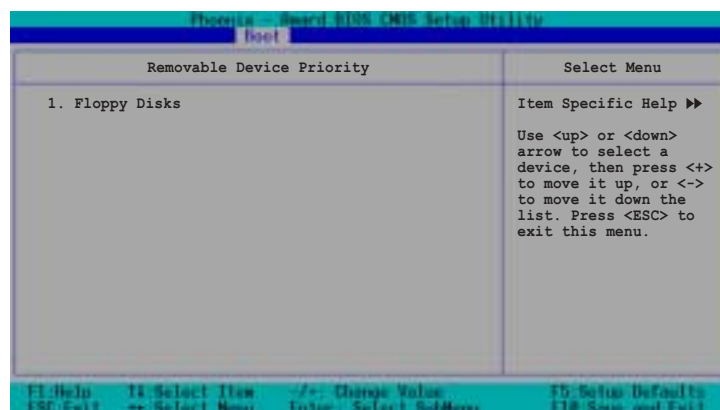 Phoenix - Award BIOS CMOS Setup Utility
Boot
Removable Device Priority
Select Menu
1. Floppy Disks
Item Specific Help ▶▶
Use <up> or <down>
arrow to select a
device, then press <+>
to move it up, or <->
to move it down the
list. Press <ESC> to
exit this menu.
F1:Help ↑↓:Select Item -/+: Change Value F5:Setup Defaults
ESC:Exit ↔:Select Menu Enter: Select SubMenu F10:Save and Exit